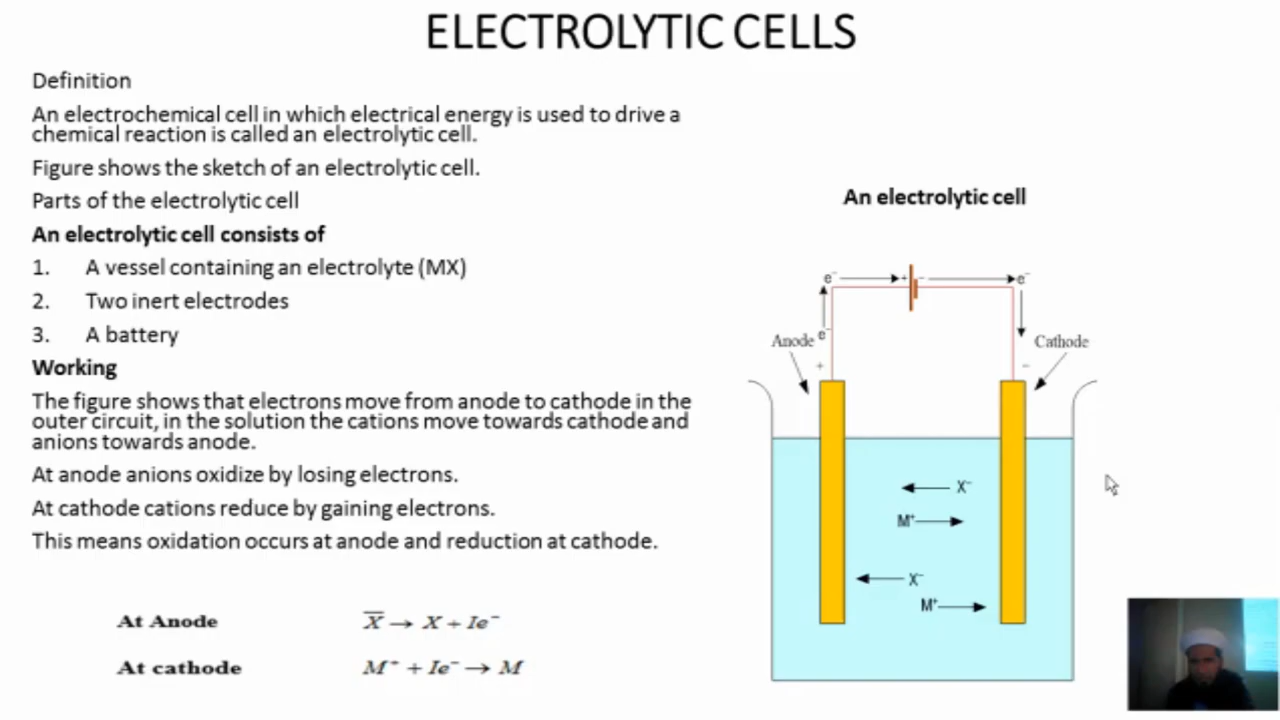 ELECTROLYTIC CELLS
Definition
An electrochemical cell in which electrical energy is used to drive a
chemical reaction is called an electrolytic cell.
Figure shows the sketch of an electrolytic cell.
Parts of the electrolytic cell
An electrolytic cell consists of
1. A vessel containing an electrolyte (MX)
2. Two inert electrodes
3. A battery
Working
The figure shows that electrons move from anode to cathode in the
outer circuit, in the solution the cations move towards cathode and
anions towards anode.
At anode anions oxidize by losing electrons.
At cathode cations reduce by gaining electrons.
This means oxidation occurs at anode and reduction at cathode.
At Anode X̅ → X + Ie⁻
At cathode M⁺ + Ie⁻ → M
An electrolytic cell
e⁻ + − e⁻
Anode e⁻ Cathode
+ −
X⁻
M⁺
X⁻
M⁺